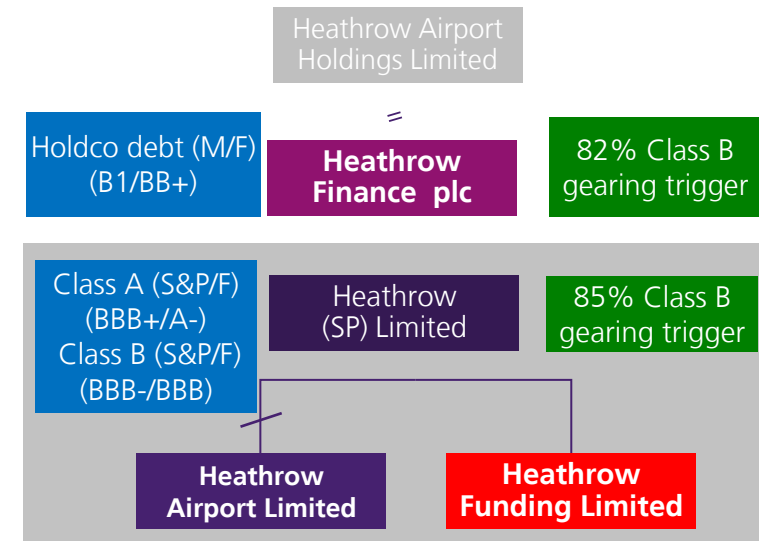 Heathrow Airport
Holdings Limited
=
Holdco debt (M/F)
(B1/BB+)
Heathrow
Finance plc
82% Class B
gearing trigger
Class A (S&P/F)
(BBB+/A-)
Class B (S&P/F)
(BBB-/BBB)
Heathrow
(SP) Limited
85% Class B
gearing trigger
Heathrow
Airport Limited
Heathrow
Funding Limited